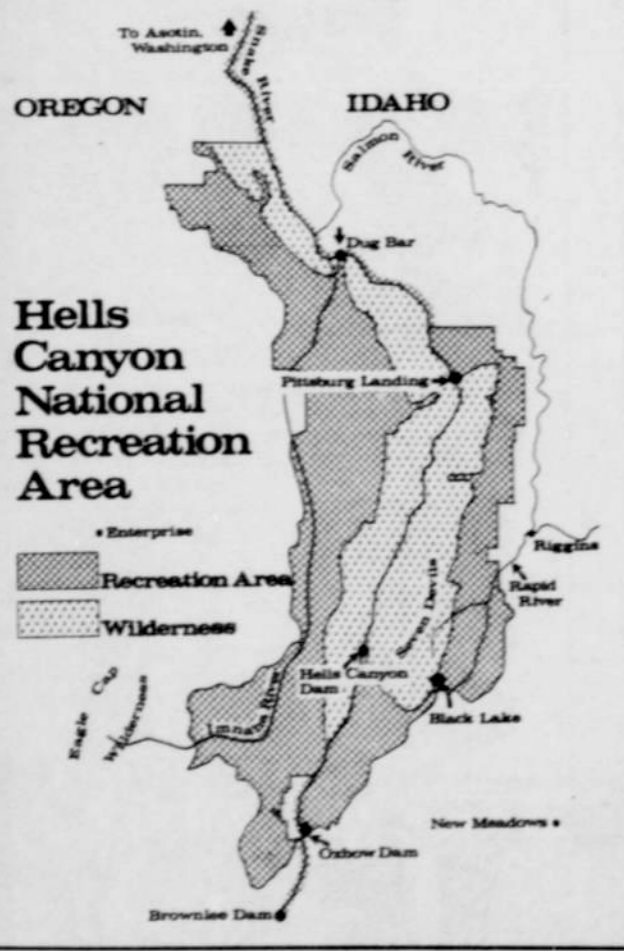 To Asotin,
Washington
Snake
River
OREGON
IDAHO
Salmon
River
Dug Bar
Hells
Canyon
National
Recreation
Area
Pittsburg Landing
• Enterprise
Recreation Area
Wilderness
Riggins
Rapid
River
Seven Devils
Hells Canyon
Dam
Black Lake
Imnaha River
Eagle Cap
Wilderness
New Meadows •
Oxbow Dam
Brownlee Dam